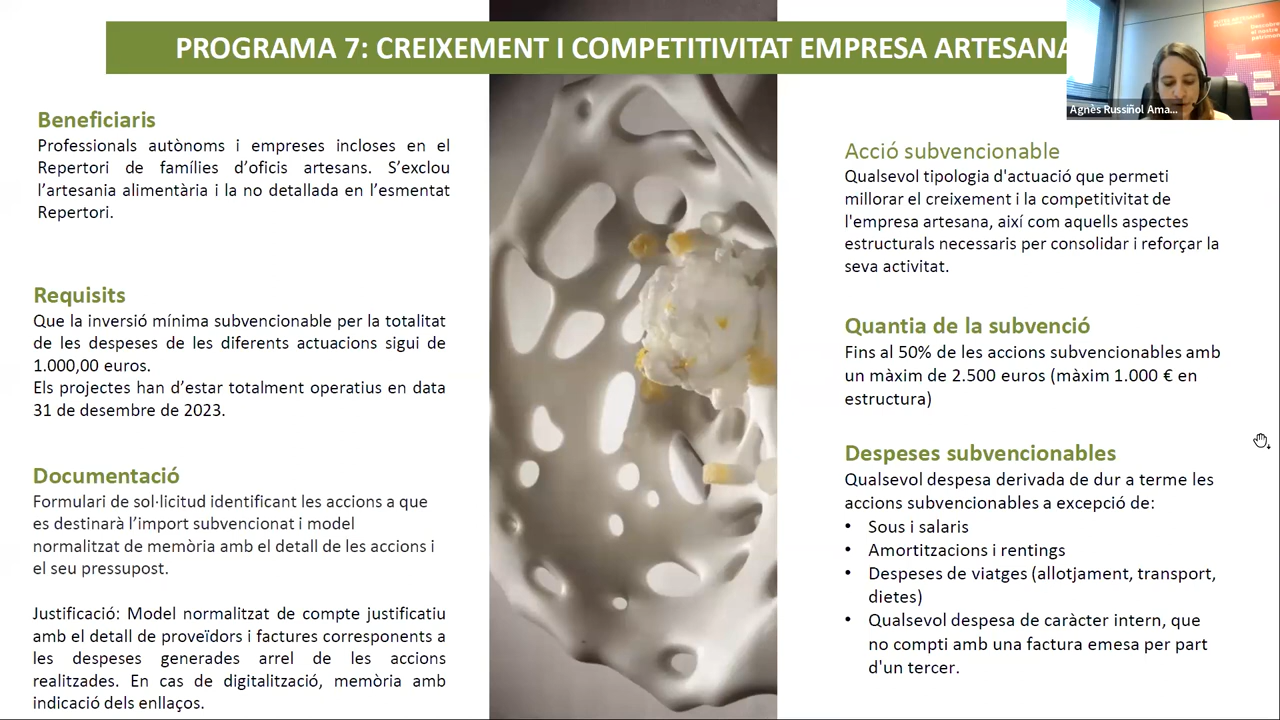 PROGRAMA 7: CREIXEMENT I COMPETITIVITAT EMPRESA ARTESANA
Agnès Russiñol Ama...
Beneficiaris
Professionals autònoms i empreses incloses en el
Repertori de famílies d'oficis artesans. S'exclou
l'artesania alimentària i la no detallada en l'esmentat
Repertori.
Requisits
Que la inversió mínima subvencionable per la totalitat
de les despeses de les diferents actuacions sigui de
1.000,00 euros.
Els projectes han d'estar totalment operatius en data
31 de desembre de 2023.
Documentació
Formulari de sol·licitud identificant les accions a que
es destinarà l'import subvencionat i model
normalitzat de memòria amb el detall de les accions i
el seu pressupost.
Justificació: Model normalitzat de compte justificatiu
amb el detall de proveïdors i factures corresponents a
les despeses generades arrel de les accions
realitzades. En cas de digitalització, memòria amb
indicació dels enllaços.
Acció subvencionable
Qualsevol tipologia d'actuació que permeti
millorar el creixement i la competitivitat de
l'empresa artesana, així com aquells aspectes
estructurals necessaris per consolidar i reforçar la
seva activitat.
Quantia de la subvenció
Fins al 50% de les accions subvencionables amb
un màxim de 2.500 euros (màxim 1.000 € en
estructura)
Despeses subvencionables
Qualsevol despesa derivada de dur a terme les
accions subvencionables a excepció de:
• Sous i salaris
• Amortitzacions i rentings
• Despeses de viatges (allotjament, transport,
dietes)
• Qualsevol despesa de caràcter intern, que
no compti amb una factura emesa per part
d'un tercer.